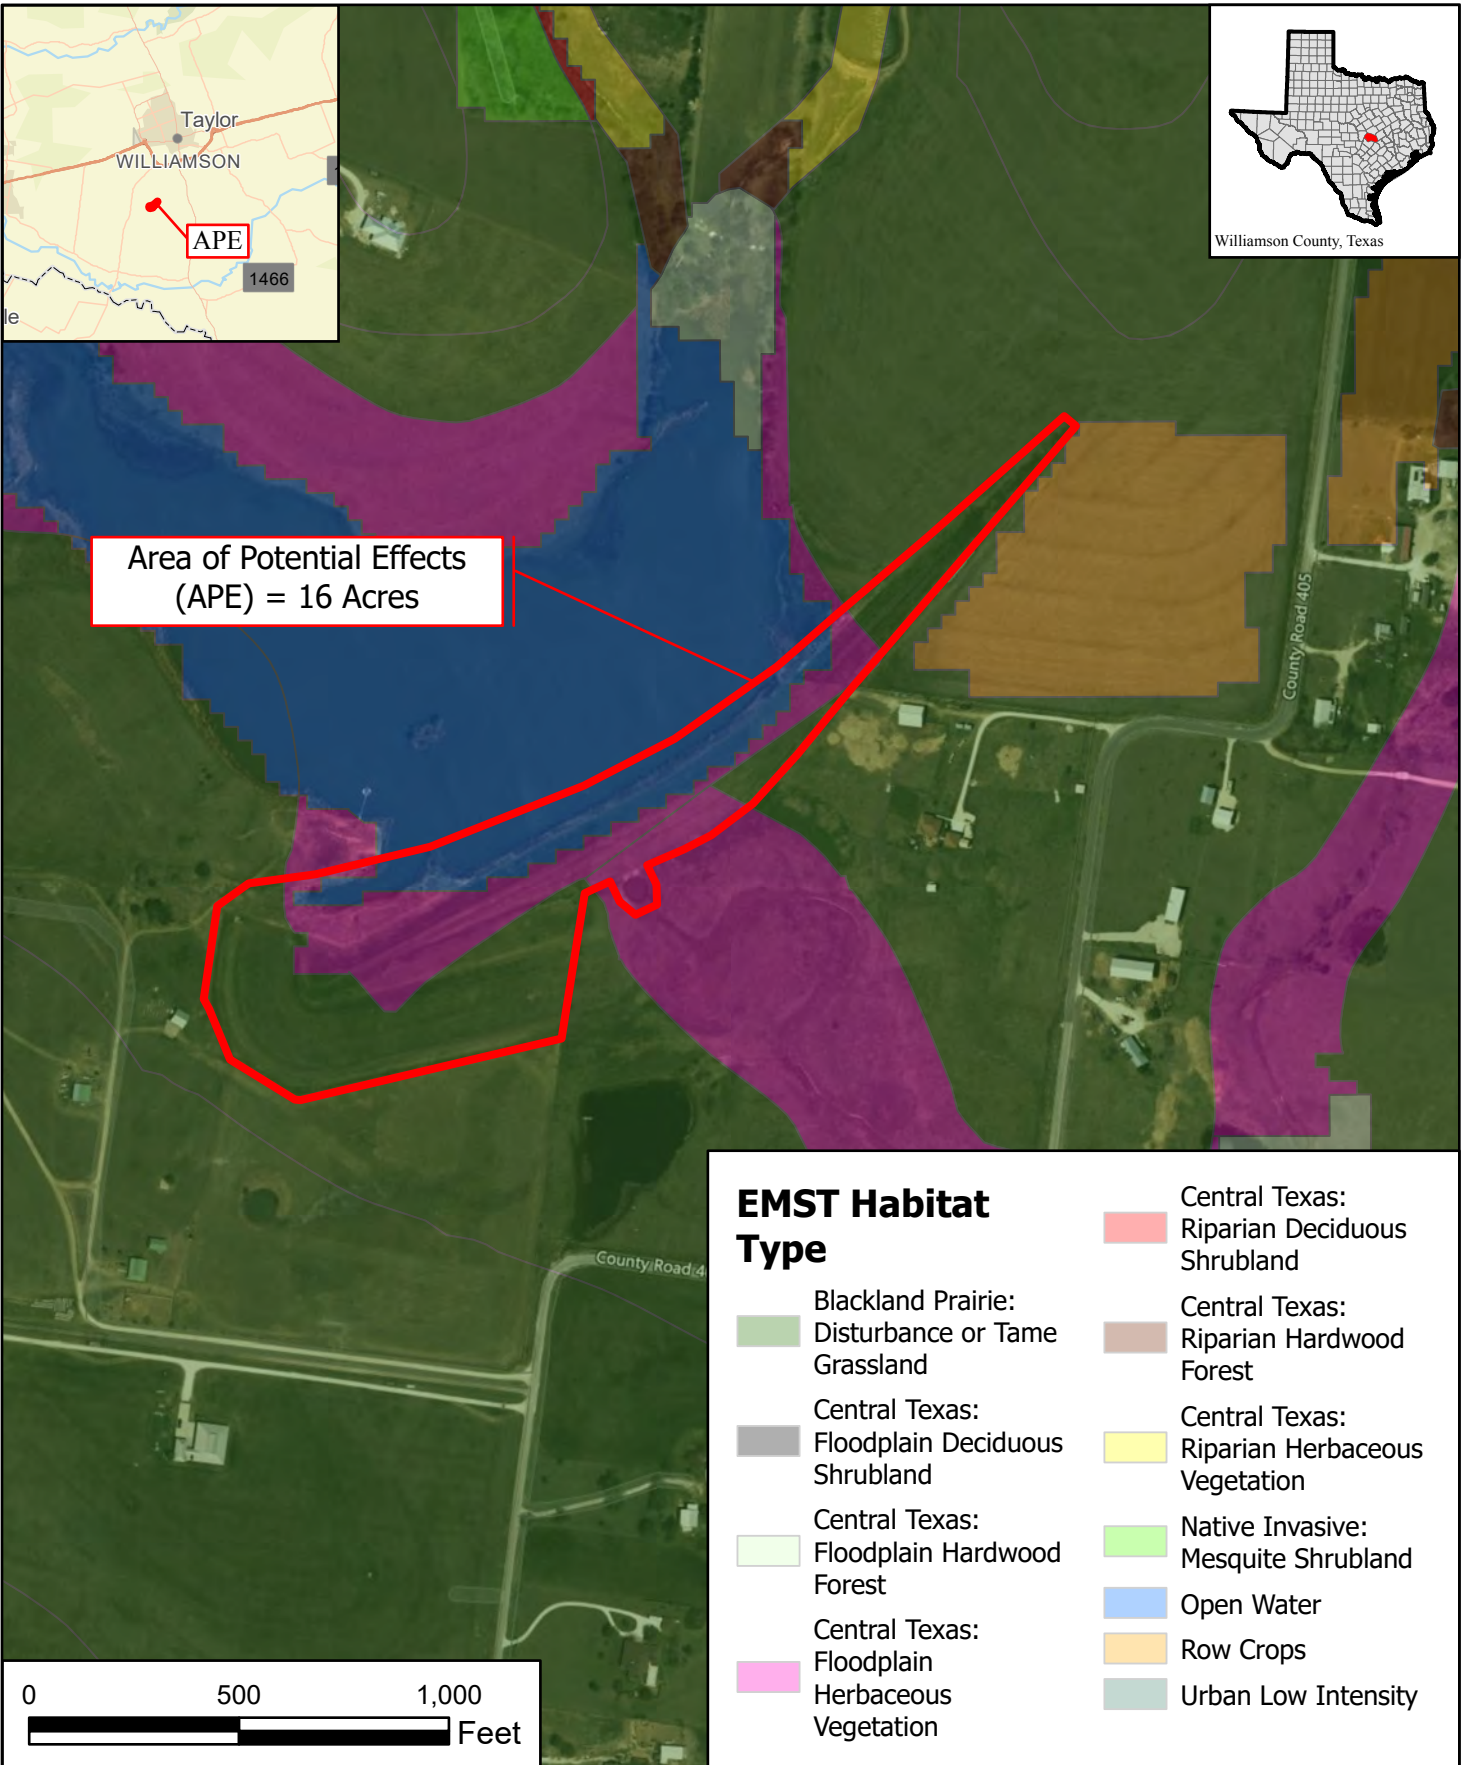 Taylor
WILLIAMSON
APE
1466
le
Williamson County, Texas
Area of Potential Effects
(APE) = 16 Acres
County Road 405
County Road 4
EMST Habitat
Type
Blackland Prairie:
Disturbance or Tame
Grassland
Central Texas:
Floodplain Deciduous
Shrubland
Central Texas:
Floodplain Hardwood
Forest
Central Texas:
Floodplain
Herbaceous
Vegetation
Central Texas:
Riparian Deciduous
Shrubland
Central Texas:
Riparian Hardwood
Forest
Central Texas:
Riparian Herbaceous
Vegetation
Native Invasive:
Mesquite Shrubland
Open Water
Row Crops
Urban Low Intensity
0 500 1,000
Feet